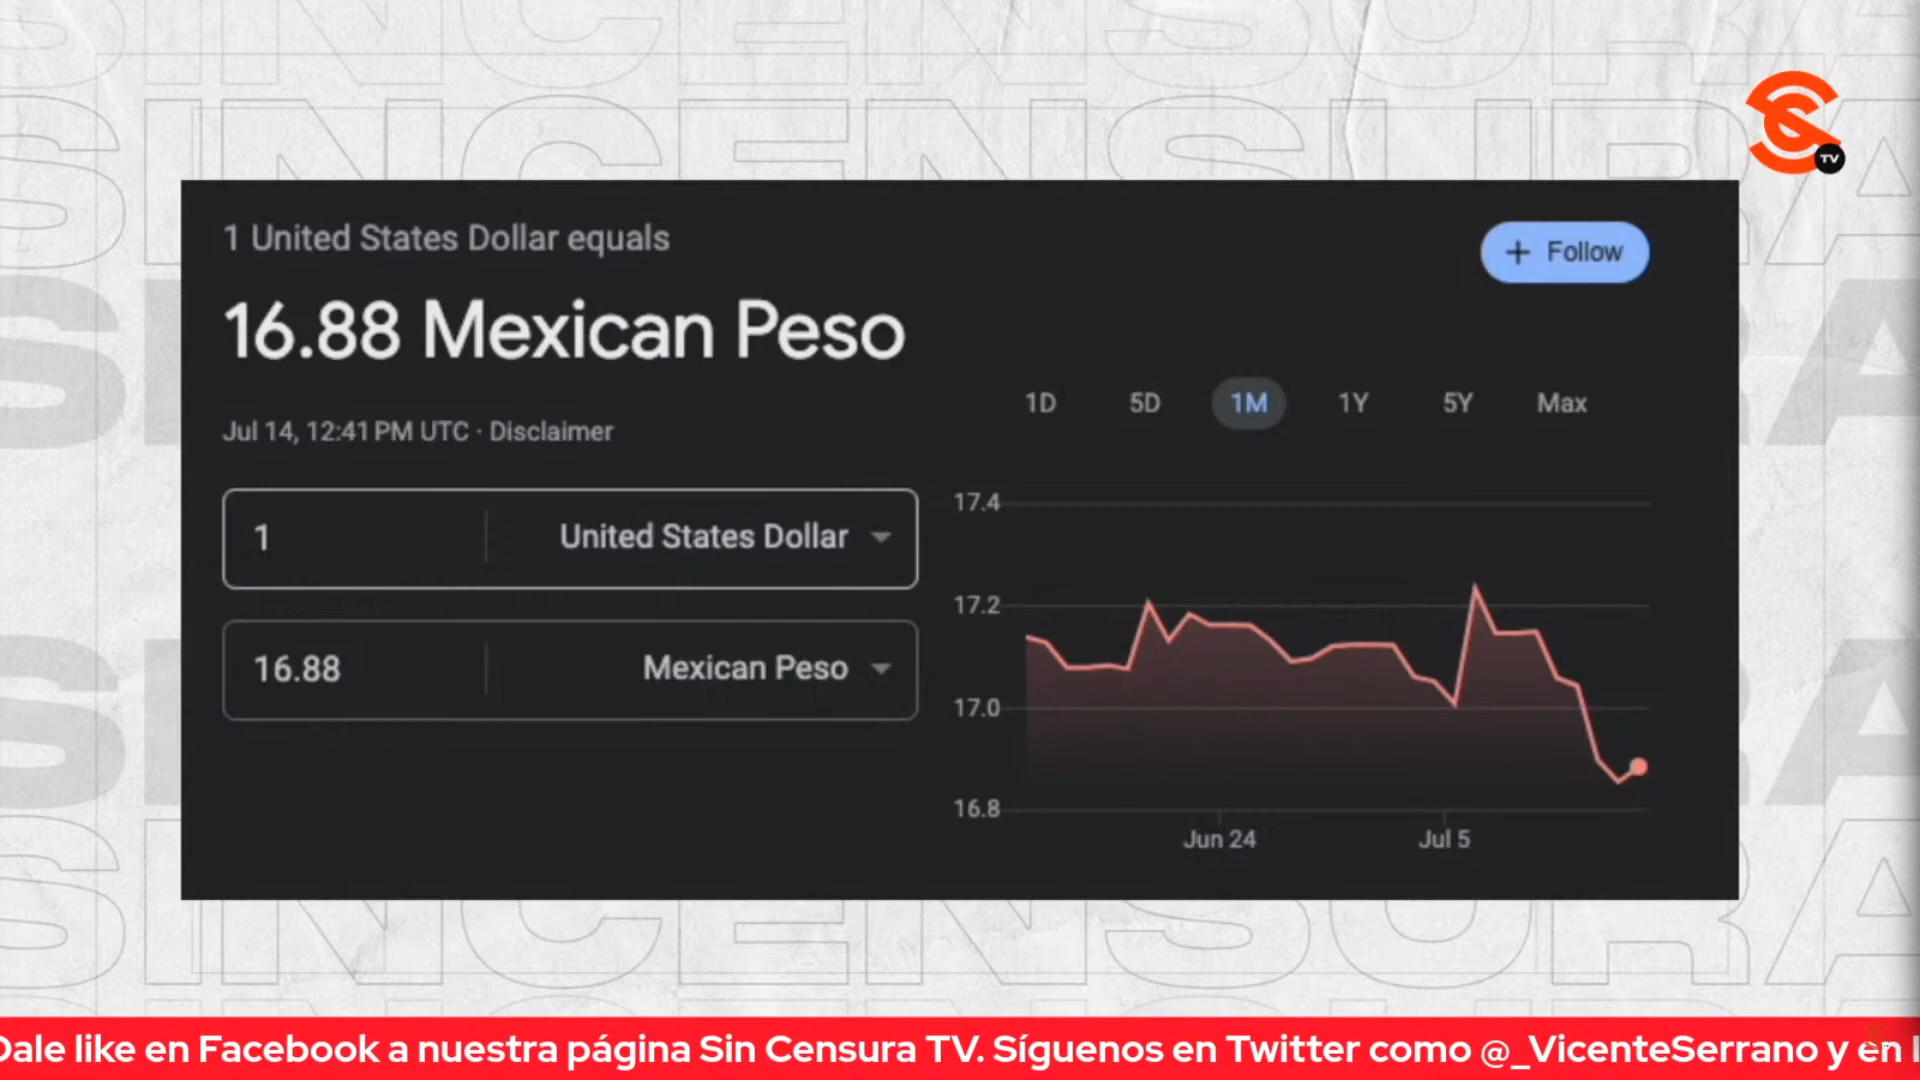 SINCENSURA
SINCENSURA
TV
1 United States Dollar equals
+ Follow
16.88 Mexican Peso
1D 5D 1M 1Y 5Y Max
Jul 14, 12:41 PM UTC · Disclaimer
1 United States Dollar
16.88 Mexican Peso
17.4
17.2
17.0
16.8
Jun 24 Jul 5
SINCENSURA
Dale like en Facebook a nuestra página Sin Censura TV. Síguenos en Twitter como @_VicenteSerrano y en